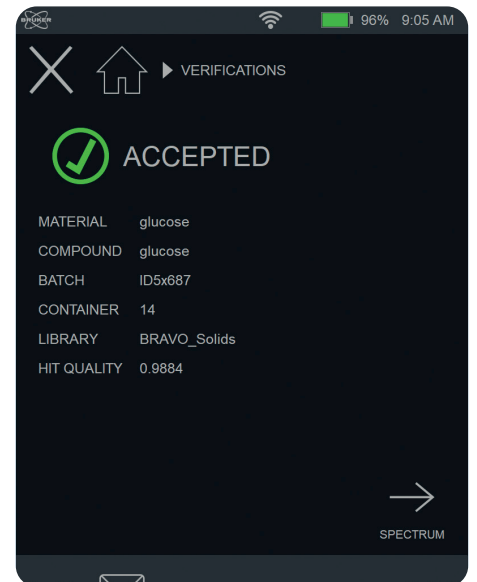 BRUKER 96% 9:05 AM
VERIFICATIONS
ACCEPTED
MATERIAL glucose
COMPOUND glucose
BATCH ID5x687
CONTAINER 14
LIBRARY BRAVO_Solids
HIT QUALITY 0.9884
SPECTRUM